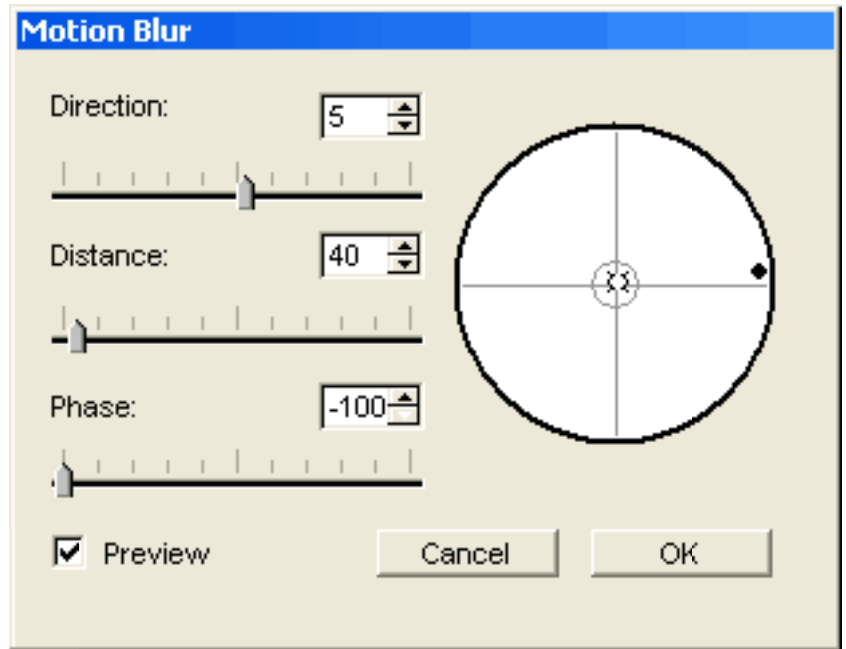 Motion Blur
Direction: 5
Distance: 40
Phase: -100
Preview Cancel OK